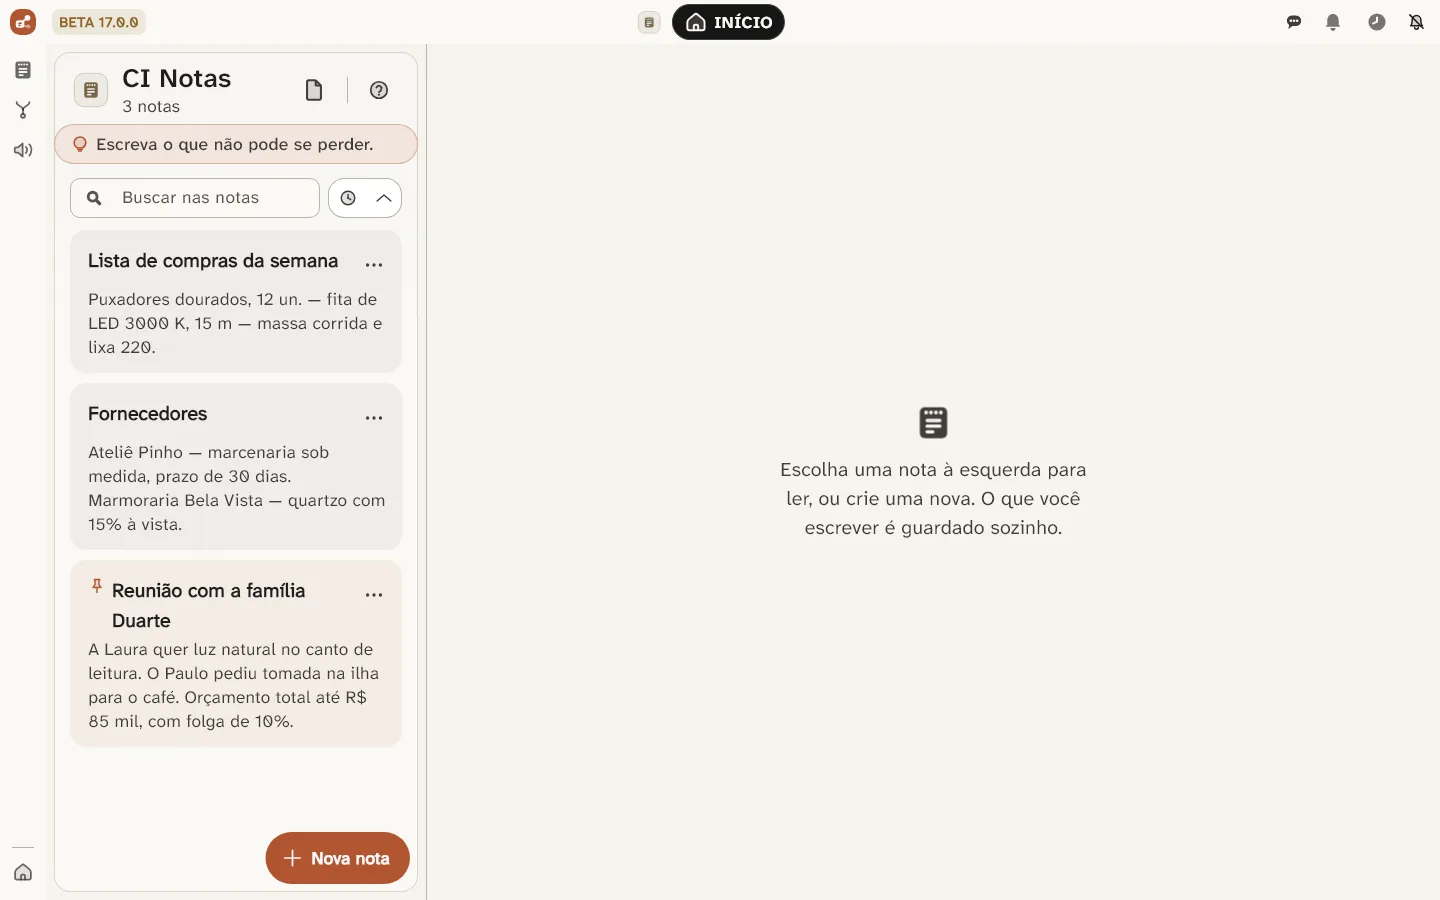 BETA 17.0.0
INÍCIO
CI Notas
3 notas
Escreva o que não pode se perder.
Buscar nas notas
Lista de compras da semana
Puxadores dourados, 12 un. — fita de
LED 3000 K, 15 m — massa corrida e
lixa 220.
Fornecedores
Ateliê Pinho — marcenaria sob
medida, prazo de 30 dias.
Marmoraria Bela Vista — quartzo com
15% à vista.
Reunião com a família
Duarte
A Laura quer luz natural no canto de
leitura. O Paulo pediu tomada na ilha
para o café. Orçamento total até R$
85 mil, com folga de 10%.
Nova nota
Escolha uma nota à esquerda para
ler, ou crie uma nova. O que você
escrever é guardado sozinho.